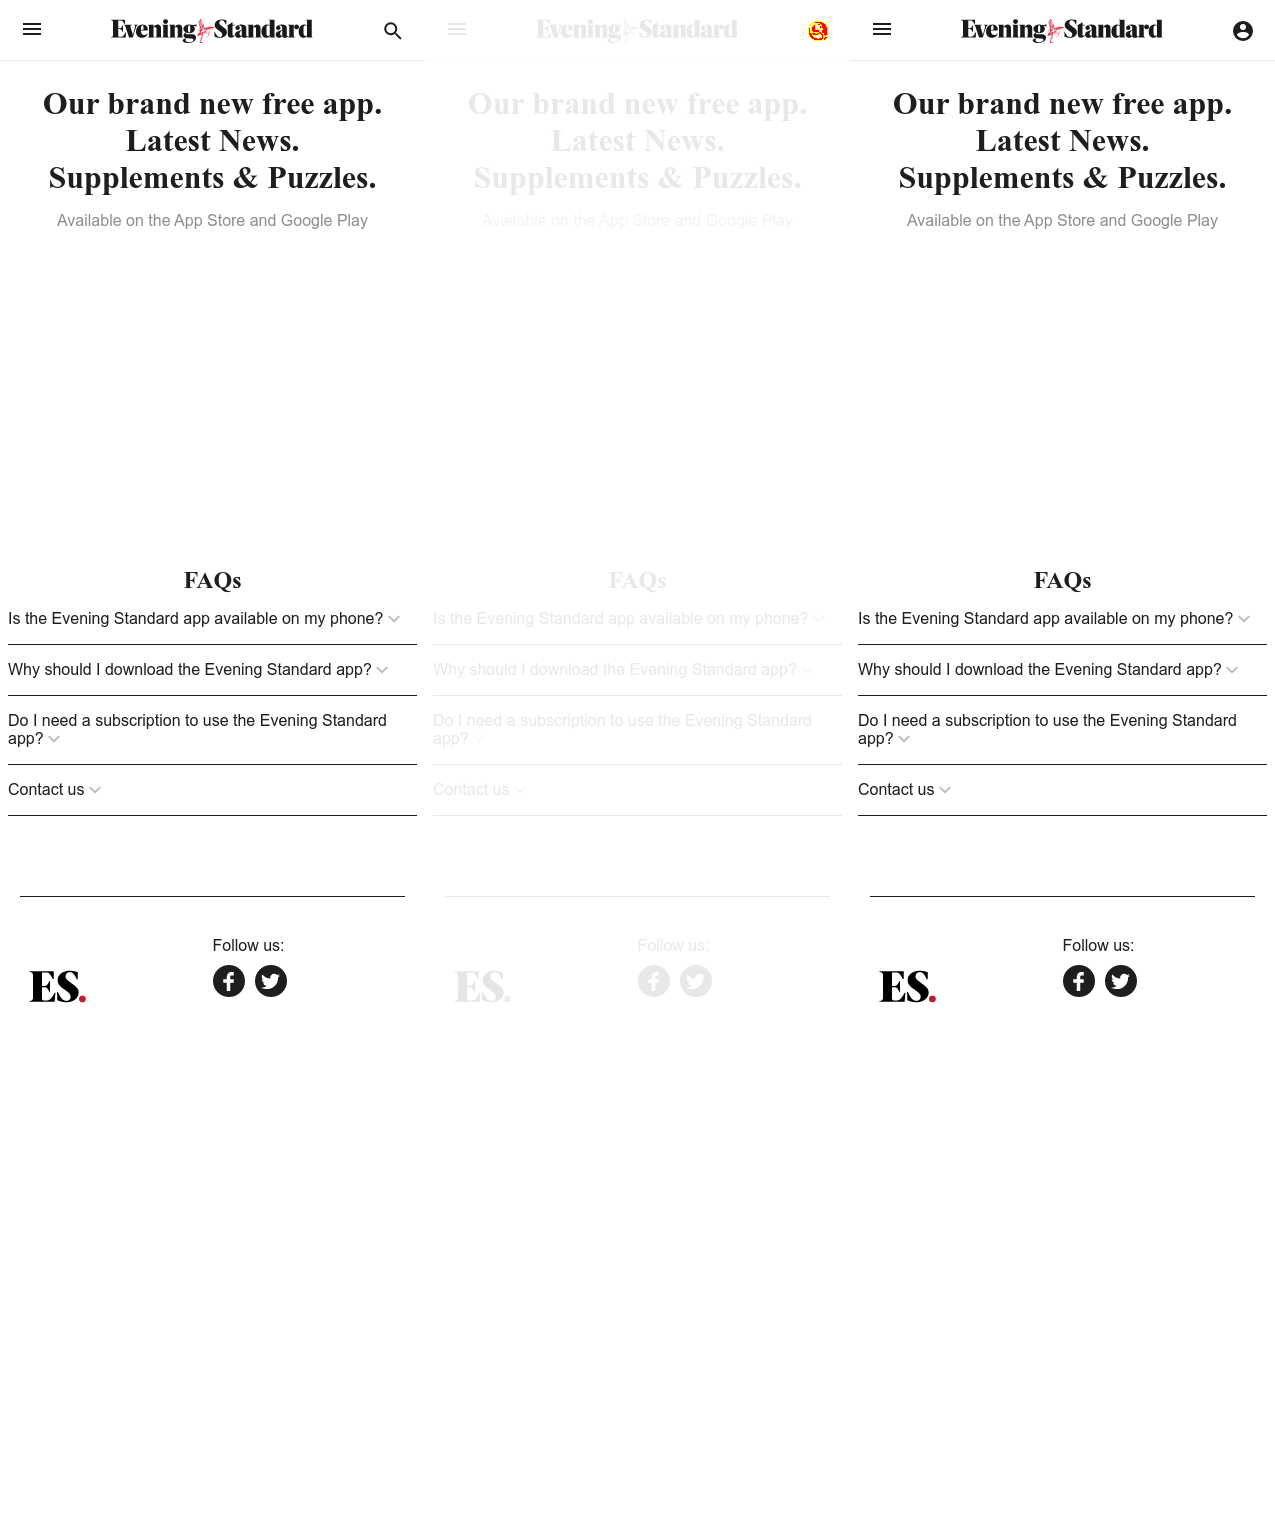 Evening Standard
Our brand new free app.
Latest News.
Supplements & Puzzles.
Available on the App Store and Google Play
FAQs
Is the Evening Standard app available on my phone?
Why should I download the Evening Standard app?
Do I need a subscription to use the Evening Standard
app?
Contact us
Follow us:
ES.
Evening Standard
Our brand new free app.
Latest News.
Supplements & Puzzles.
Available on the App Store and Google Play
FAQs
Is the Evening Standard app available on my phone?
Why should I download the Evening Standard app?
Do I need a subscription to use the Evening Standard
app?
Contact us
Follow us:
ES.
Evening Standard
Our brand new free app.
Latest News.
Supplements & Puzzles.
Available on the App Store and Google Play
FAQs
Is the Evening Standard app available on my phone?
Why should I download the Evening Standard app?
Do I need a subscription to use the Evening Standard
app?
Contact us
Follow us:
ES.